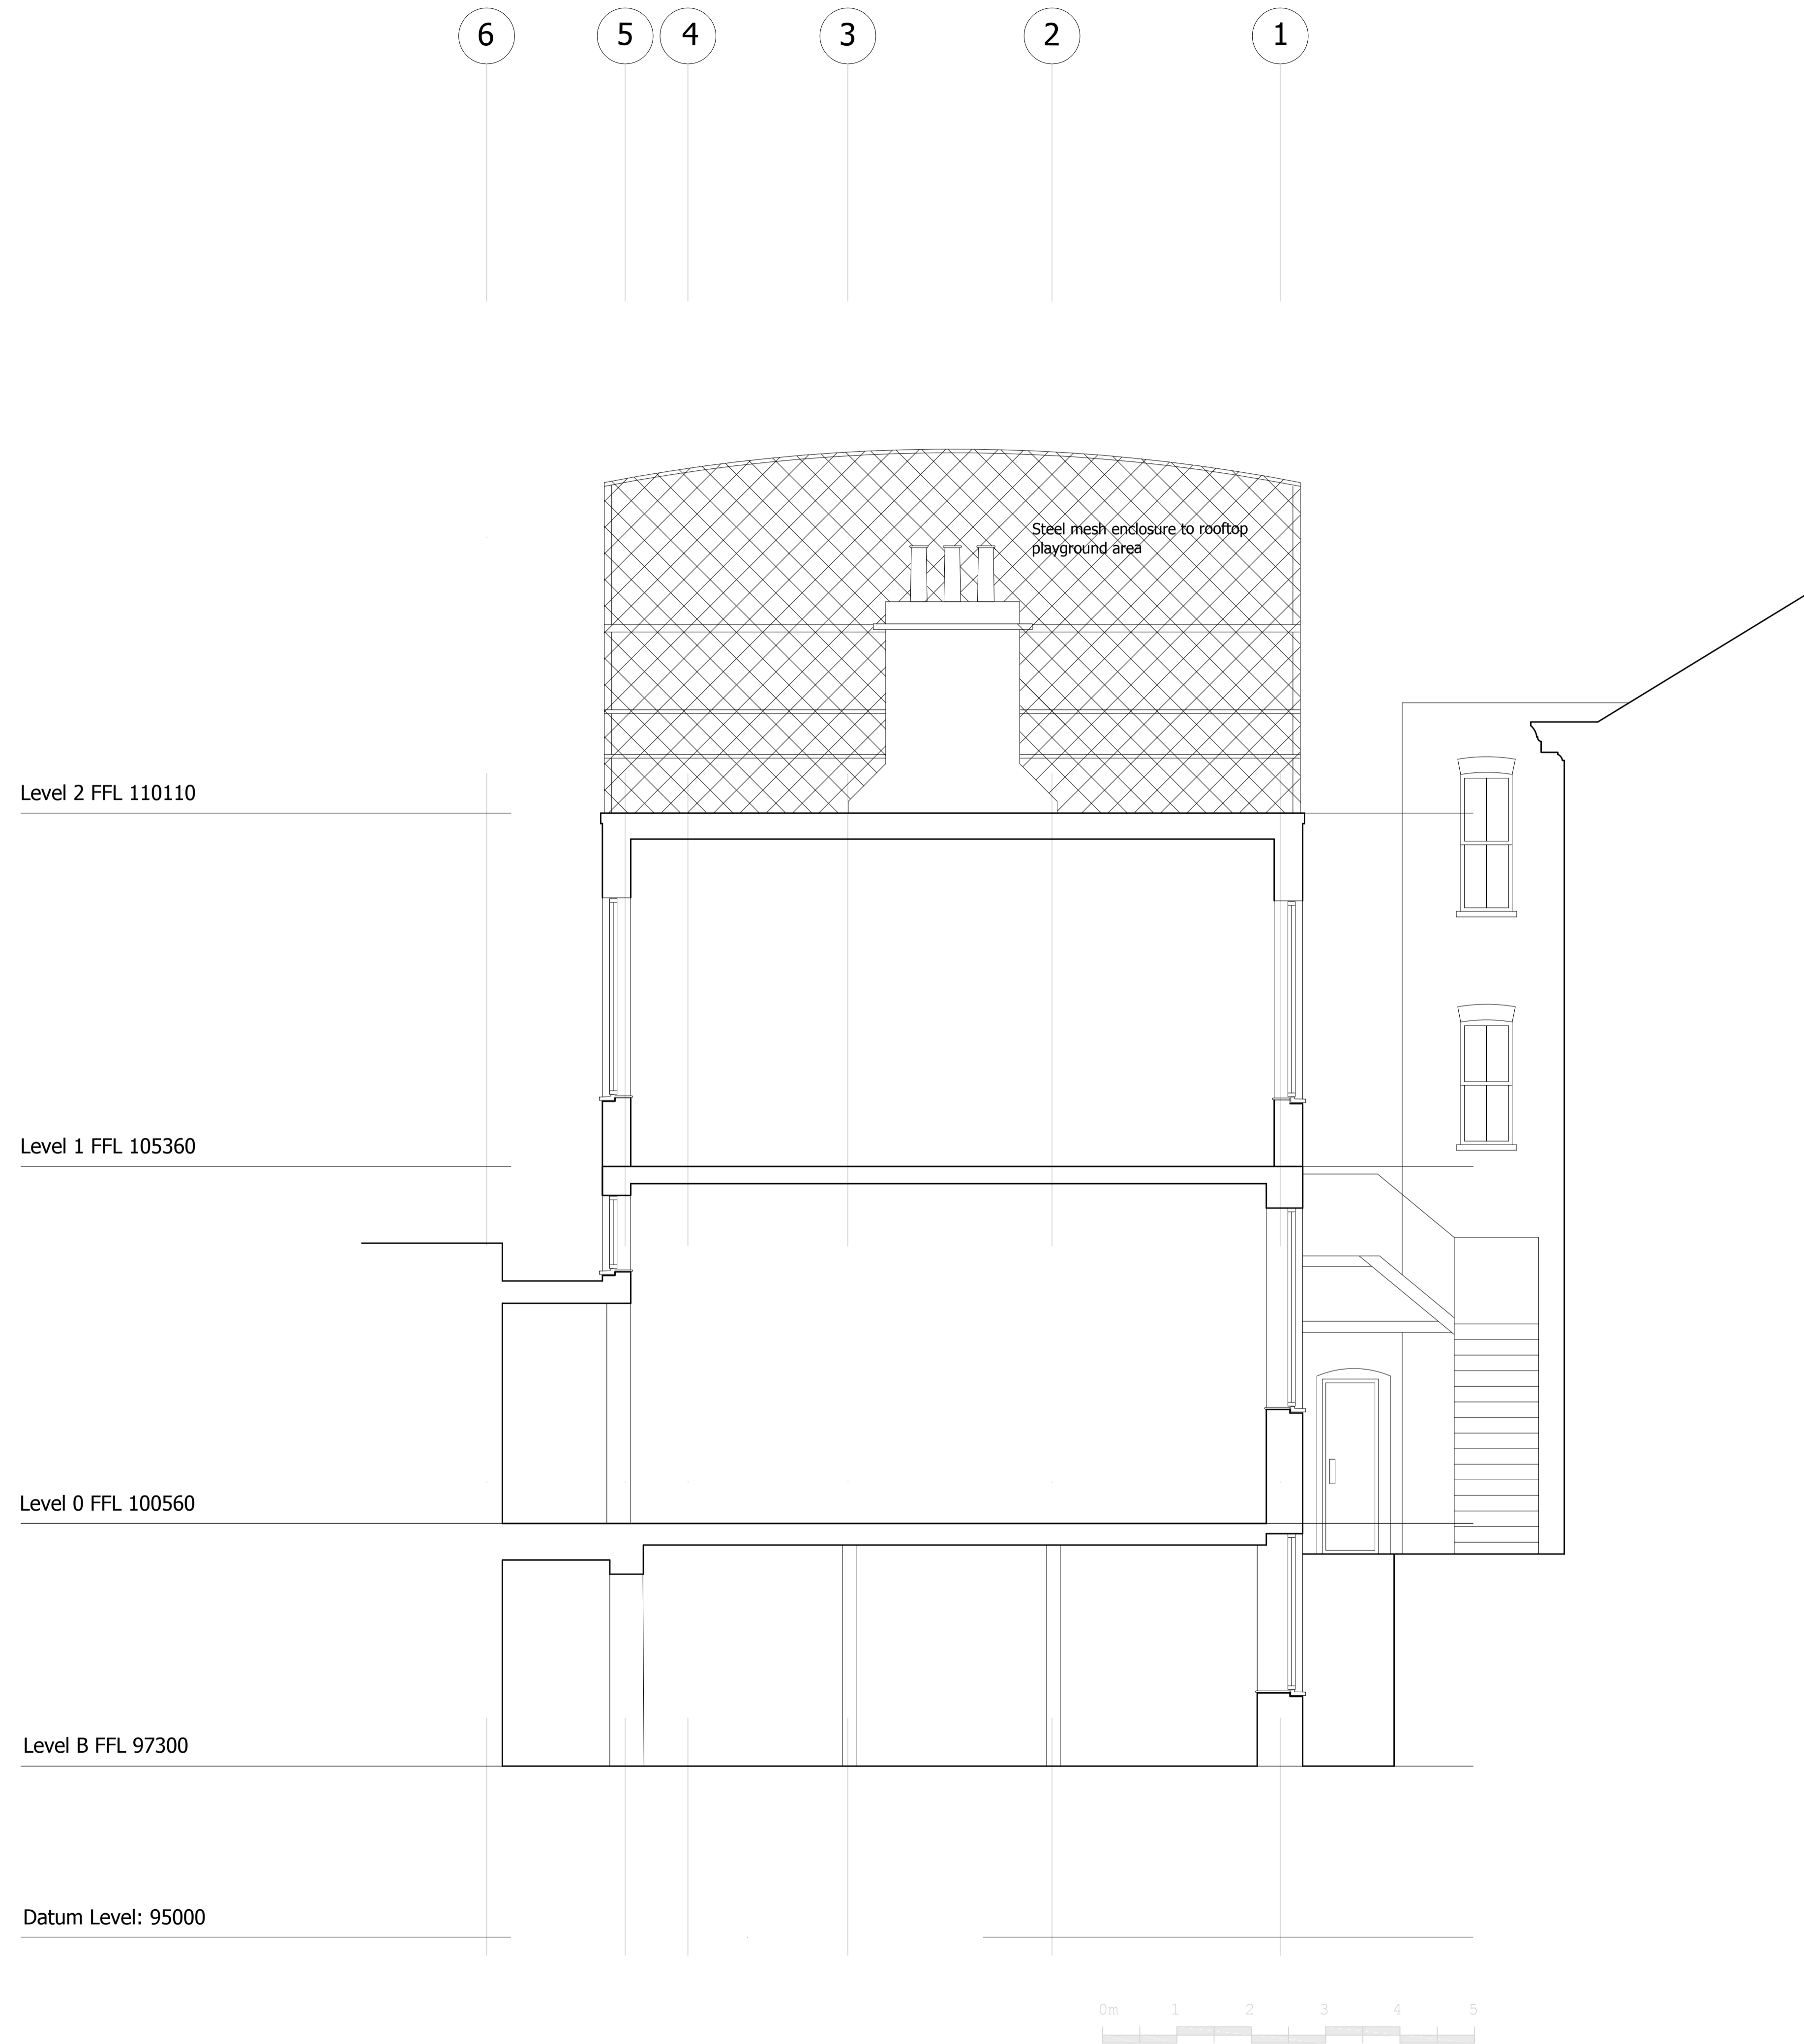 6 5 4 3 2 1
Steel mesh enclosure to rooftop
playground area
Level 2 FFL 110110
Level 1 FFL 105360
Level 0 FFL 100560
Level B FFL 97300
Datum Level: 95000
0m 1 2 3 4 5